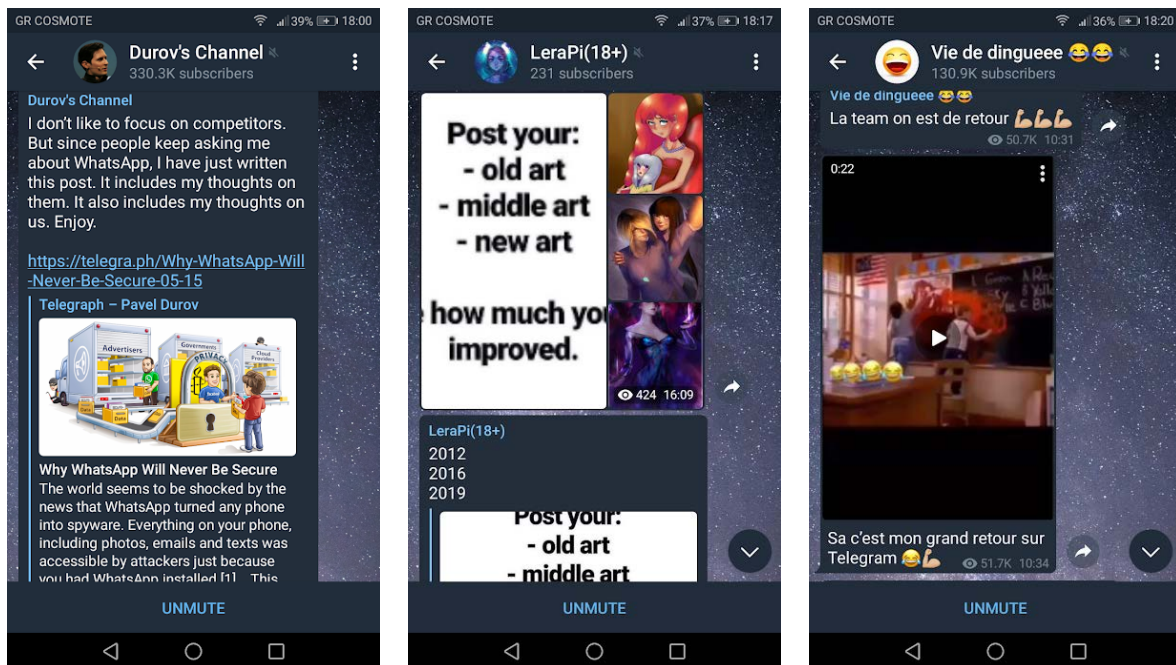 GR COSMOTE
39%
18:00
Durov's Channel
330.3K subscribers
Durov's Channel
I don't like to focus on competitors.
But since people keep asking me
about WhatsApp, I have just written
this post. It includes my thoughts on
them. It also includes my thoughts on
us. Enjoy.
https://telegra.ph/Why-WhatsApp-Will
-Never-Be-Secure-05-15
Telegraph – Pavel Durov
Advertisers
Governments
Cloud
Providers
PRIVACY
Why WhatsApp Will Never Be Secure
The world seems to be shocked by the
news that WhatsApp turned any phone
into spyware. Everything on your phone,
including photos, emails and texts was
accessible by attackers just because
you had WhatsApp installed [1]. This
UNMUTE
GR COSMOTE
37%
18:17
LeraPi(18+)
231 subscribers
Post your:
- old art
- middle art
- new art
how much you
improved.
424 16:09
LeraPi(18+)
2012
2016
2019
Post your:
- old art
- middle art
UNMUTE
GR COSMOTE
36%
18:20
Vie de dingueee 😂😂
130.9K subscribers
Vie de dingueee 😂😂
La team on est de retour 💪🏼💪🏼💪🏼
50.7K 10:31
0:22
Sa c'est mon grand retour sur
Telegram 😂💪🏼
51.7K 10:34
UNMUTE